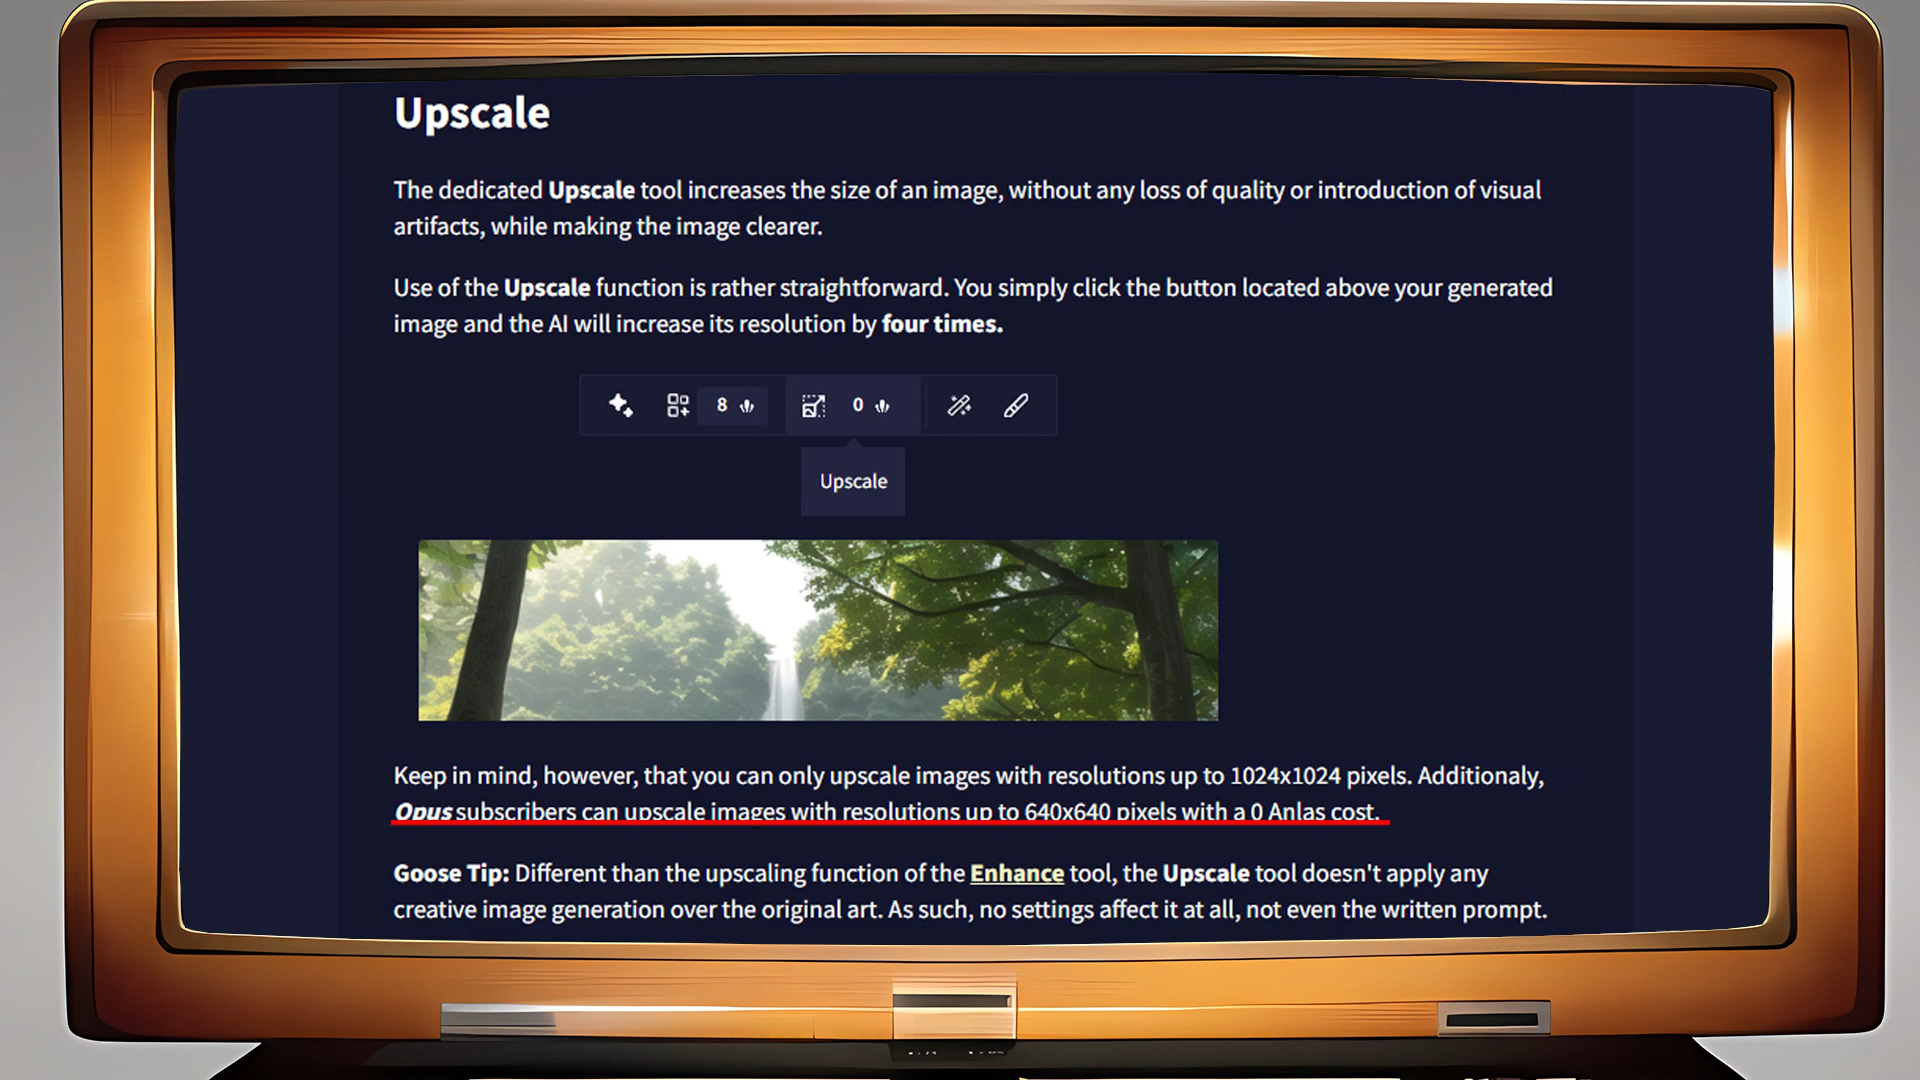 Upscale
The dedicated Upscale tool increases the size of an image, without any loss of quality or introduction of visual
artifacts, while making the image clearer.
Use of the Upscale function is rather straightforward. You simply click the button located above your generated
image and the AI will increase its resolution by four times.
8 0
Upscale
Keep in mind, however, that you can only upscale images with resolutions up to 1024x1024 pixels. Additionaly,
Opus subscribers can upscale images with resolutions up to 640x640 pixels with a 0 Anlas cost.
Goose Tip: Different than the upscaling function of the Enhance tool, the Upscale tool doesn't apply any
creative image generation over the original art. As such, no settings affect it at all, not even the written prompt.